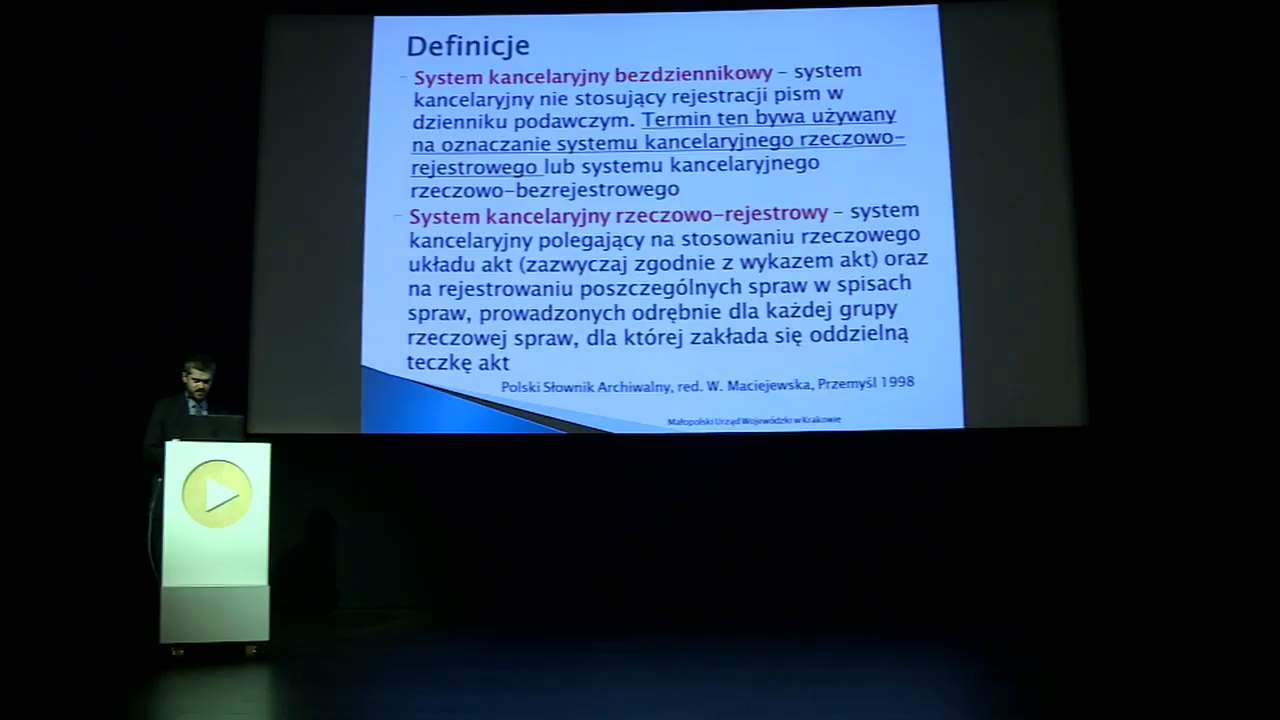 Definicje
System kancelaryjny bezdziennikowy – system
kancelaryjny nie stosujący rejestracji pism w
dzienniku podawczym. Termin ten bywa używany
na oznaczanie systemu kancelaryjnego rzeczowo-
rejestrowego lub systemu kancelaryjnego
rzeczowo-bezrejestrowego
System kancelaryjny rzeczowo-rejestrowy – system
kancelaryjny polegający na stosowaniu rzeczowego
układu akt (zazwyczaj zgodnie z wykazem akt) oraz
na rejestrowaniu poszczególnych spraw w spisach
spraw, prowadzonych odrębnie dla każdej grupy
rzeczowej spraw, dla której zakłada się oddzielną
teczkę akt
Polski Słownik Archiwalny, red. W. Maciejewska, Przemyśl 1998
Małopolski Urząd Wojewódzki w Krakowie